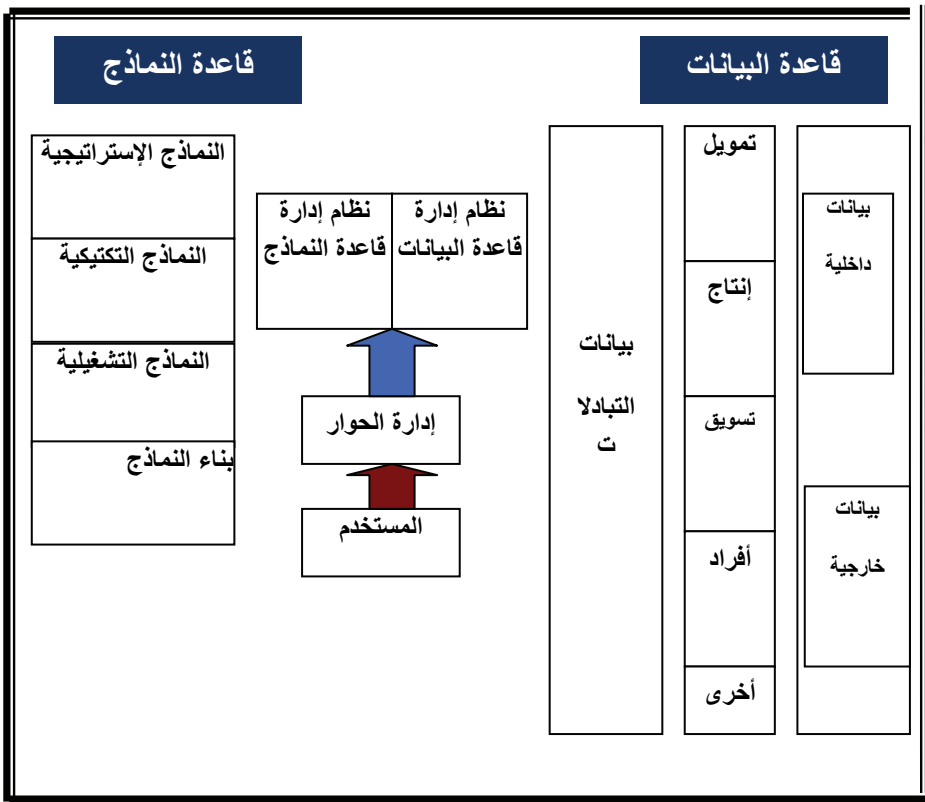 قاعدة البيانات
قاعدة النماذج
بيانات
داخلية
بيانات
خارجية
تمويل
إنتاج
تسويق
أفراد
أخرى
بيانات
التبادلا
ت
نظام إدارة
قاعدة البيانات
نظام إدارة
قاعدة النماذج
إدارة الحوار
المستخدم
النماذج الإستراتيجية
النماذج التكتيكية
النماذج التشغيلية
بناء النماذج